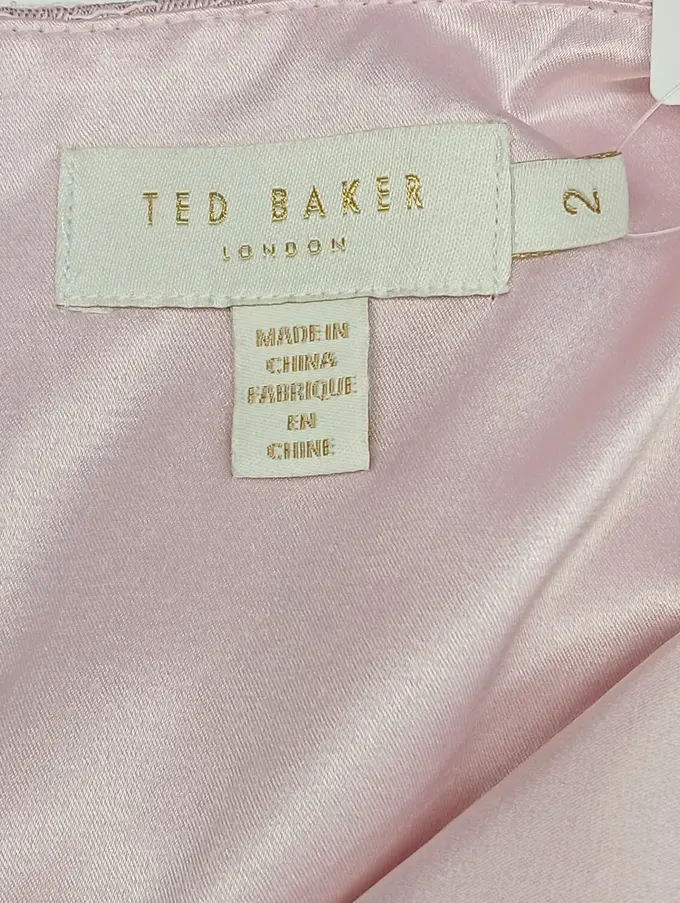 TED BAKER
LONDON
2
MADE IN
CHINA
FABRIQUE
EN
CHINE